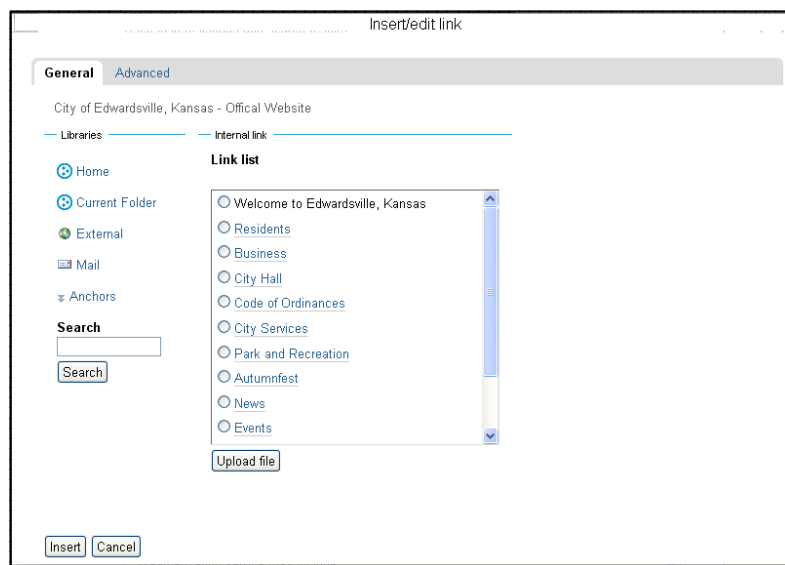 Insert/edit link
General Advanced
City of Edwardsville, Kansas - Offical Website
Libraries
Home
Current Folder
External
Mail
Anchors
Search
Search
Internal link
Link list
Welcome to Edwardsville, Kansas
Residents
Business
City Hall
Code of Ordinances
City Services
Park and Recreation
Autumnfest
News
Events
Upload file
Insert Cancel